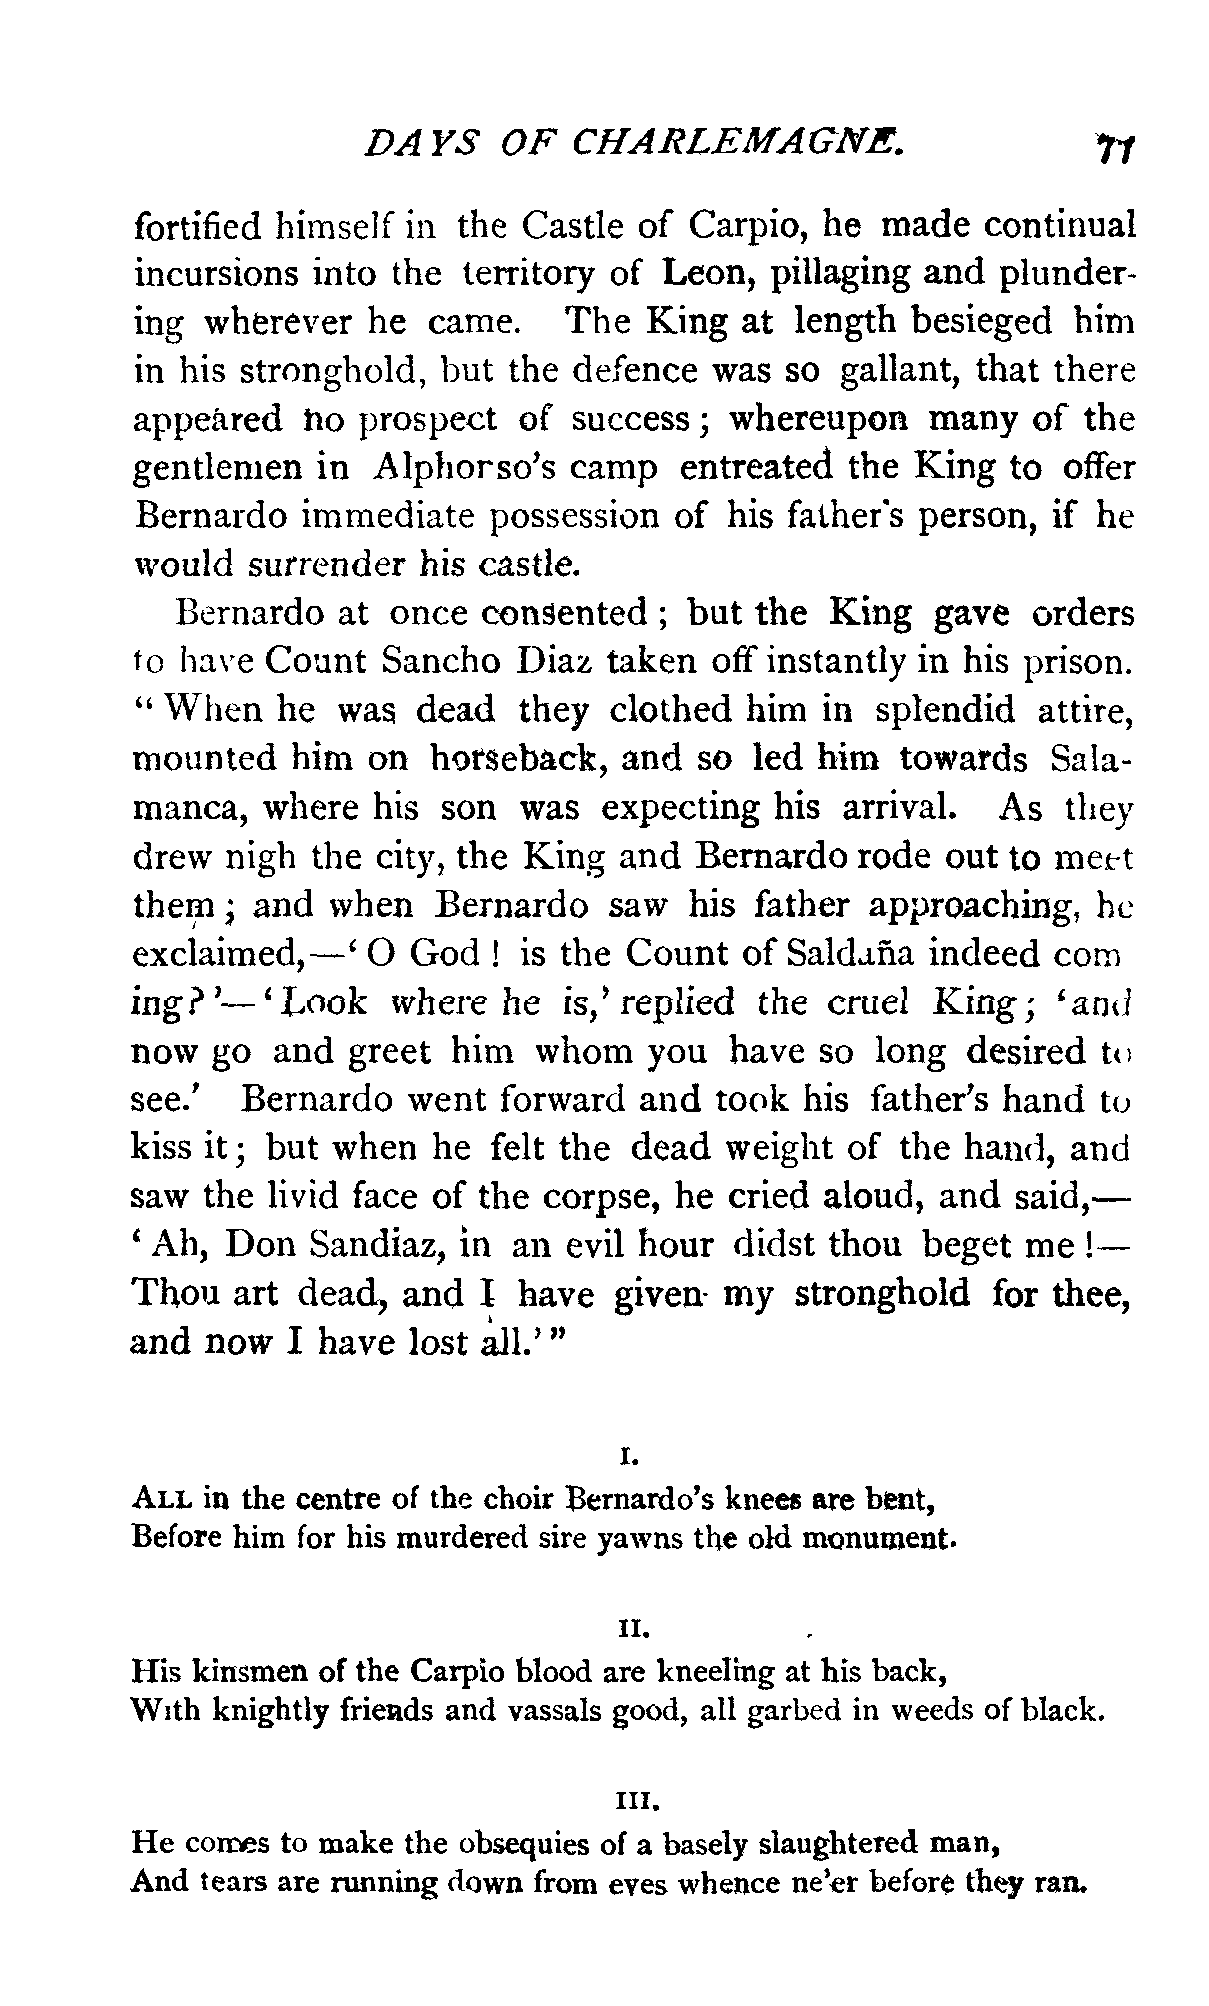 DAYS OF CHARLEMAGNE. 71
fortified himself in the Castle of Carpio, he made continual
incursions into the territory of Leon, pillaging and plunder-
ing wherever he came. The King at length besieged him
in his stronghold, but the defence was so gallant, that there
appeared no prospect of success ; whereupon many of the
gentlemen in Alphorso's camp entreated the King to offer
Bernardo immediate possession of his father's person, if he
would surrender his castle.
Bernardo at once consented ; but the King gave orders
to have Count Sancho Diaz taken off instantly in his prison.
“ When he was dead they clothed him in splendid attire,
mounted him on horseback, and so led him towards Sala-
manca, where his son was expecting his arrival. As they
drew nigh the city, the King and Bernardo rode out to meet
them ; and when Bernardo saw his father approaching, he
exclaimed,—‘ O God ! is the Count of Saldaña indeed com
ing? ’—‘ Look where he is,’ replied the cruel King ; ‘ and
now go and greet him whom you have so long desired to
see.’ Bernardo went forward and took his father's hand to
kiss it ; but when he felt the dead weight of the hand, and
saw the livid face of the corpse, he cried aloud, and said,—
‘ Ah, Don Sandiaz, in an evil hour didst thou beget me !—
Thou art dead, and I have given my stronghold for thee,
and now I have lost all.’ ”
I.
ALL in the centre of the choir Bernardo's knees are bent,
Before him for his murdered sire yawns the old monument.
II.
His kinsmen of the Carpio blood are kneeling at his back,
With knightly friends and vassals good, all garbed in weeds of black.
III.
He comes to make the obsequies of a basely slaughtered man,
And tears are running down from eyes whence ne'er before they ran.